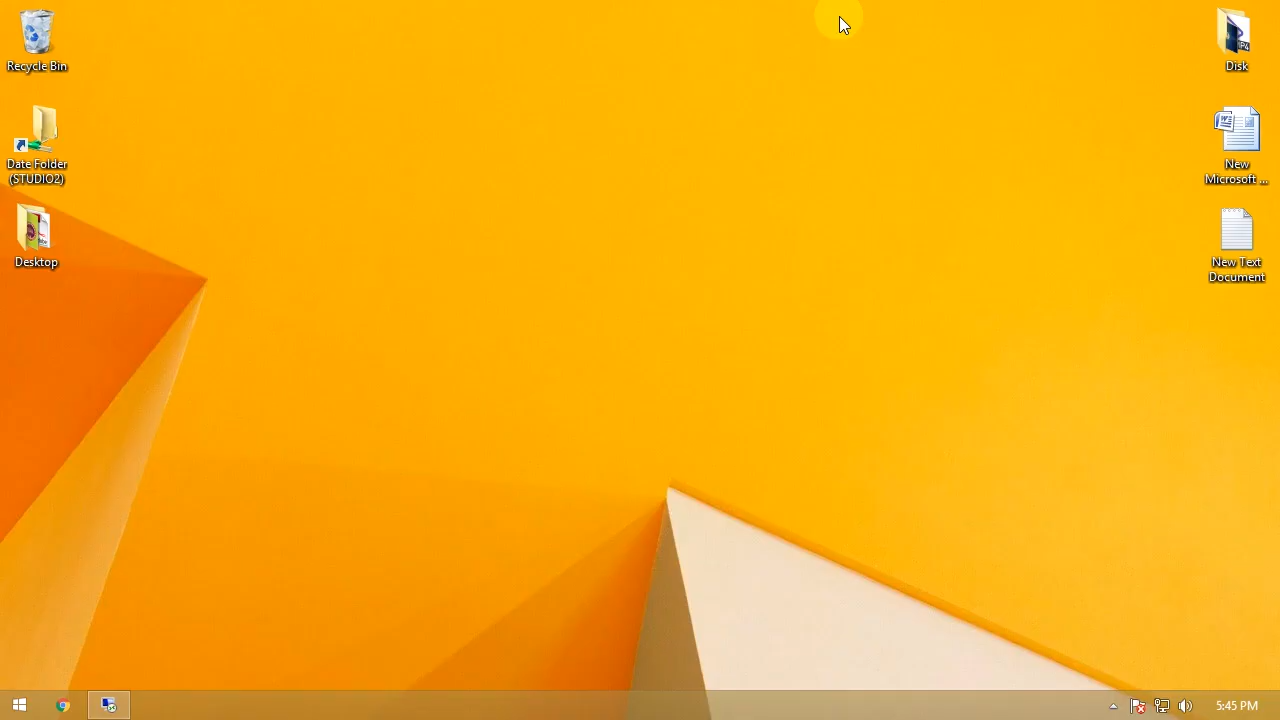 Recycle Bin
Date Folder
(STUDIO2)
Desktop
Disk
New
Microsoft ...
New Text
Document
5:45 PM